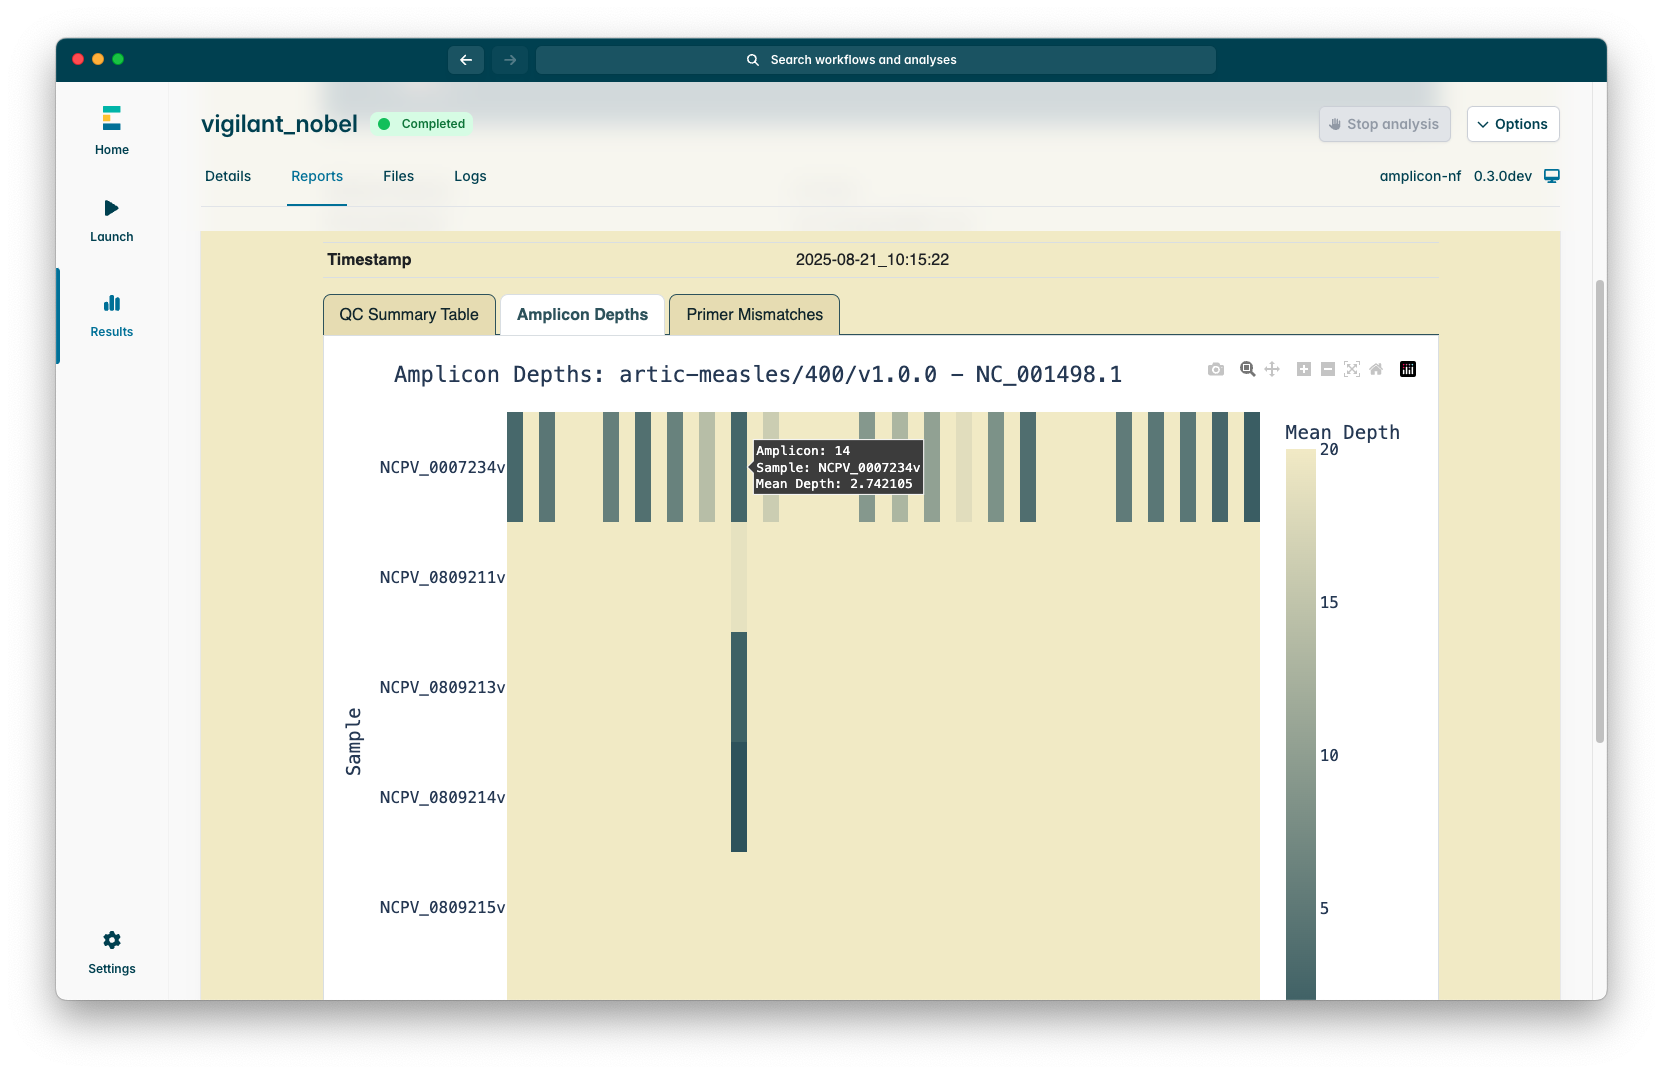 Search workflows and analyses
Home
Launch
Results
Settings
vigilant_nobel
Completed
Stop analysis
Options
Details
Reports
Files
Logs
amplicon-nf 0.3.0dev
Timestamp 2025-08-21_10:15:22
QC Summary Table
Amplicon Depths
Primer Mismatches
Amplicon Depths: artic-measles/400/v1.0.0 – NC_001498.1
Sample
NCPV_0007234v
NCPV_0809211v
NCPV_0809213v
NCPV_0809214v
NCPV_0809215v
Amplicon: 14
Sample: NCPV_0007234v
Mean Depth: 2.742105
Mean Depth
20
15
10
5